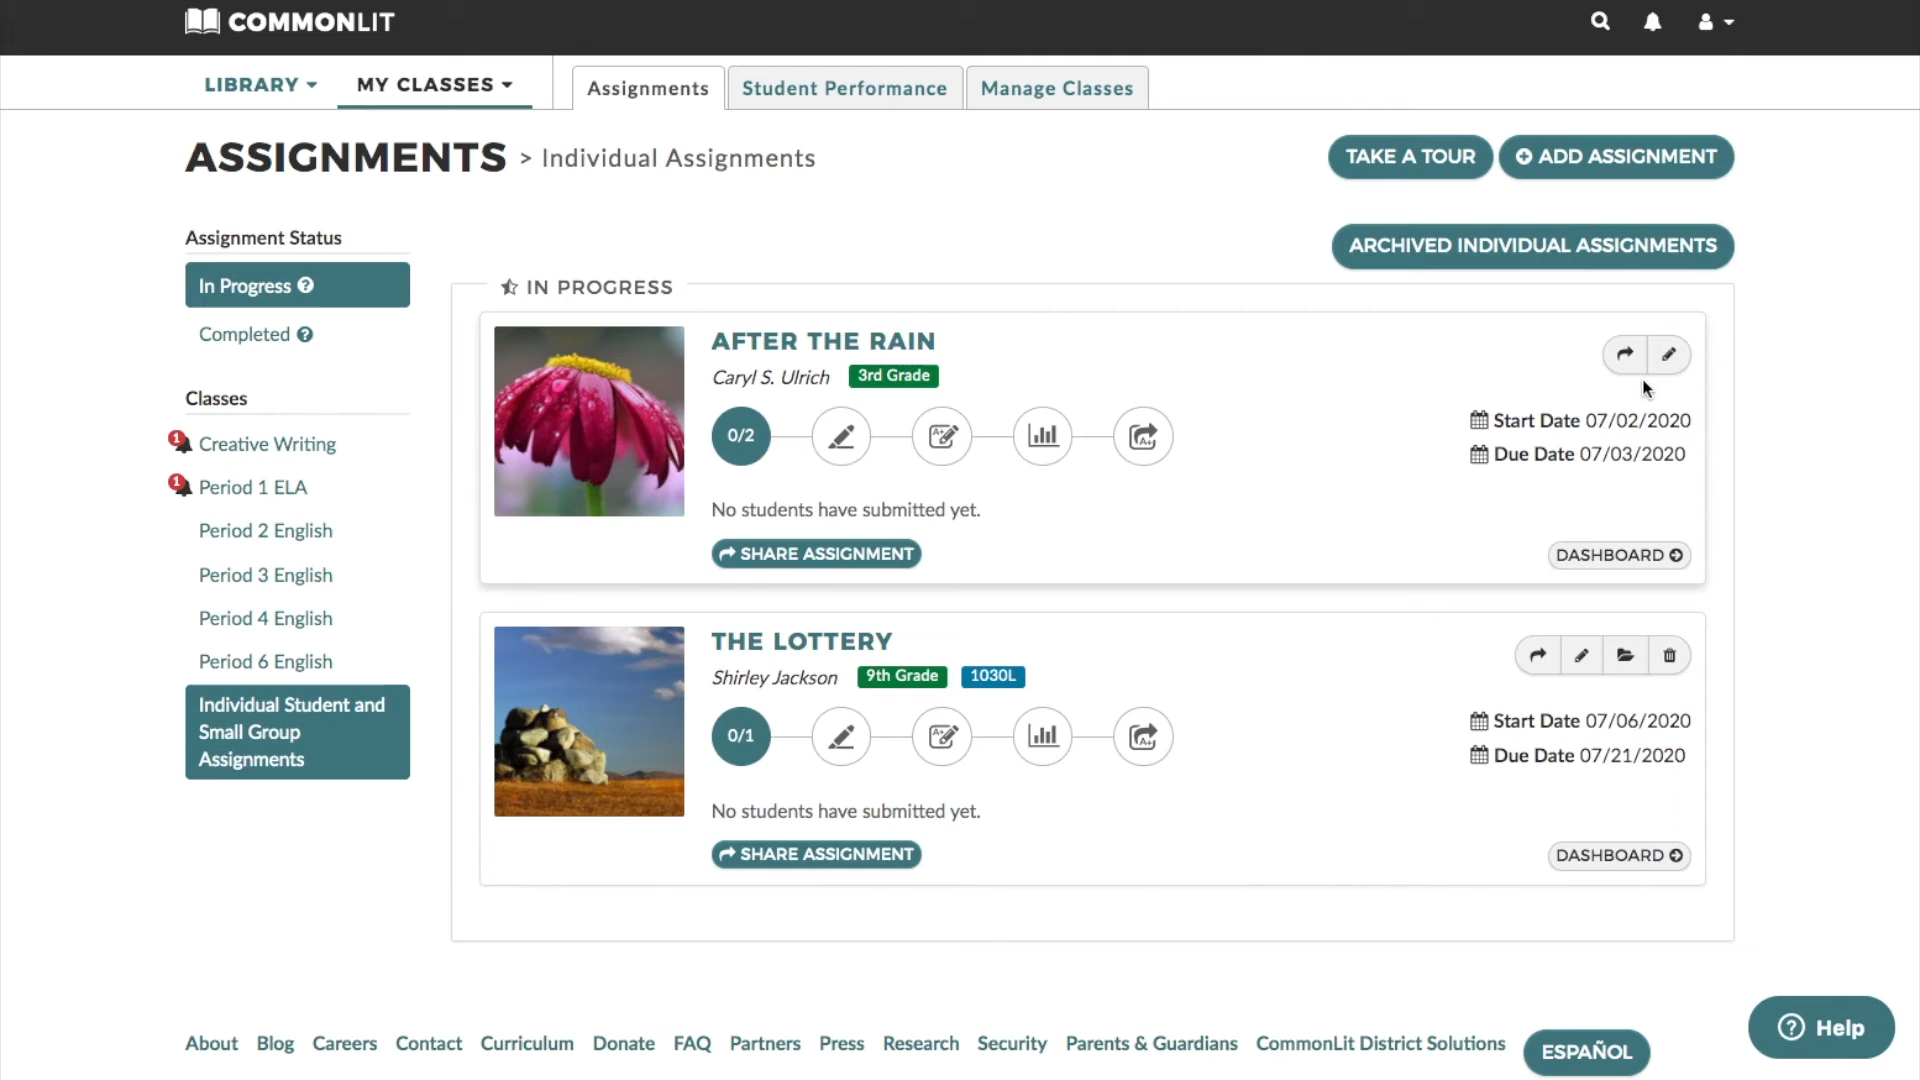 COMMONLIT
LIBRARY
MY CLASSES
Assignments
Student Performance
Manage Classes
ASSIGNMENTS > Individual Assignments
TAKE A TOUR
ADD ASSIGNMENT
ARCHIVED INDIVIDUAL ASSIGNMENTS
Assignment Status
In Progress
Completed
Classes
1 Creative Writing
1 Period 1 ELA
Period 2 English
Period 3 English
Period 4 English
Period 6 English
Individual Student and
Small Group
Assignments
IN PROGRESS
AFTER THE RAIN
Caryl S. Ulrich 3rd Grade
0/2
A+
A+
Start Date 07/02/2020
Due Date 07/03/2020
No students have submitted yet.
SHARE ASSIGNMENT
DASHBOARD
THE LOTTERY
Shirley Jackson 9th Grade 1030L
0/1
A+
A+
Start Date 07/06/2020
Due Date 07/21/2020
No students have submitted yet.
SHARE ASSIGNMENT
DASHBOARD
About Blog Careers Contact Curriculum Donate FAQ Partners Press Research Security Parents & Guardians CommonLit District Solutions
ESPAÑOL
Help